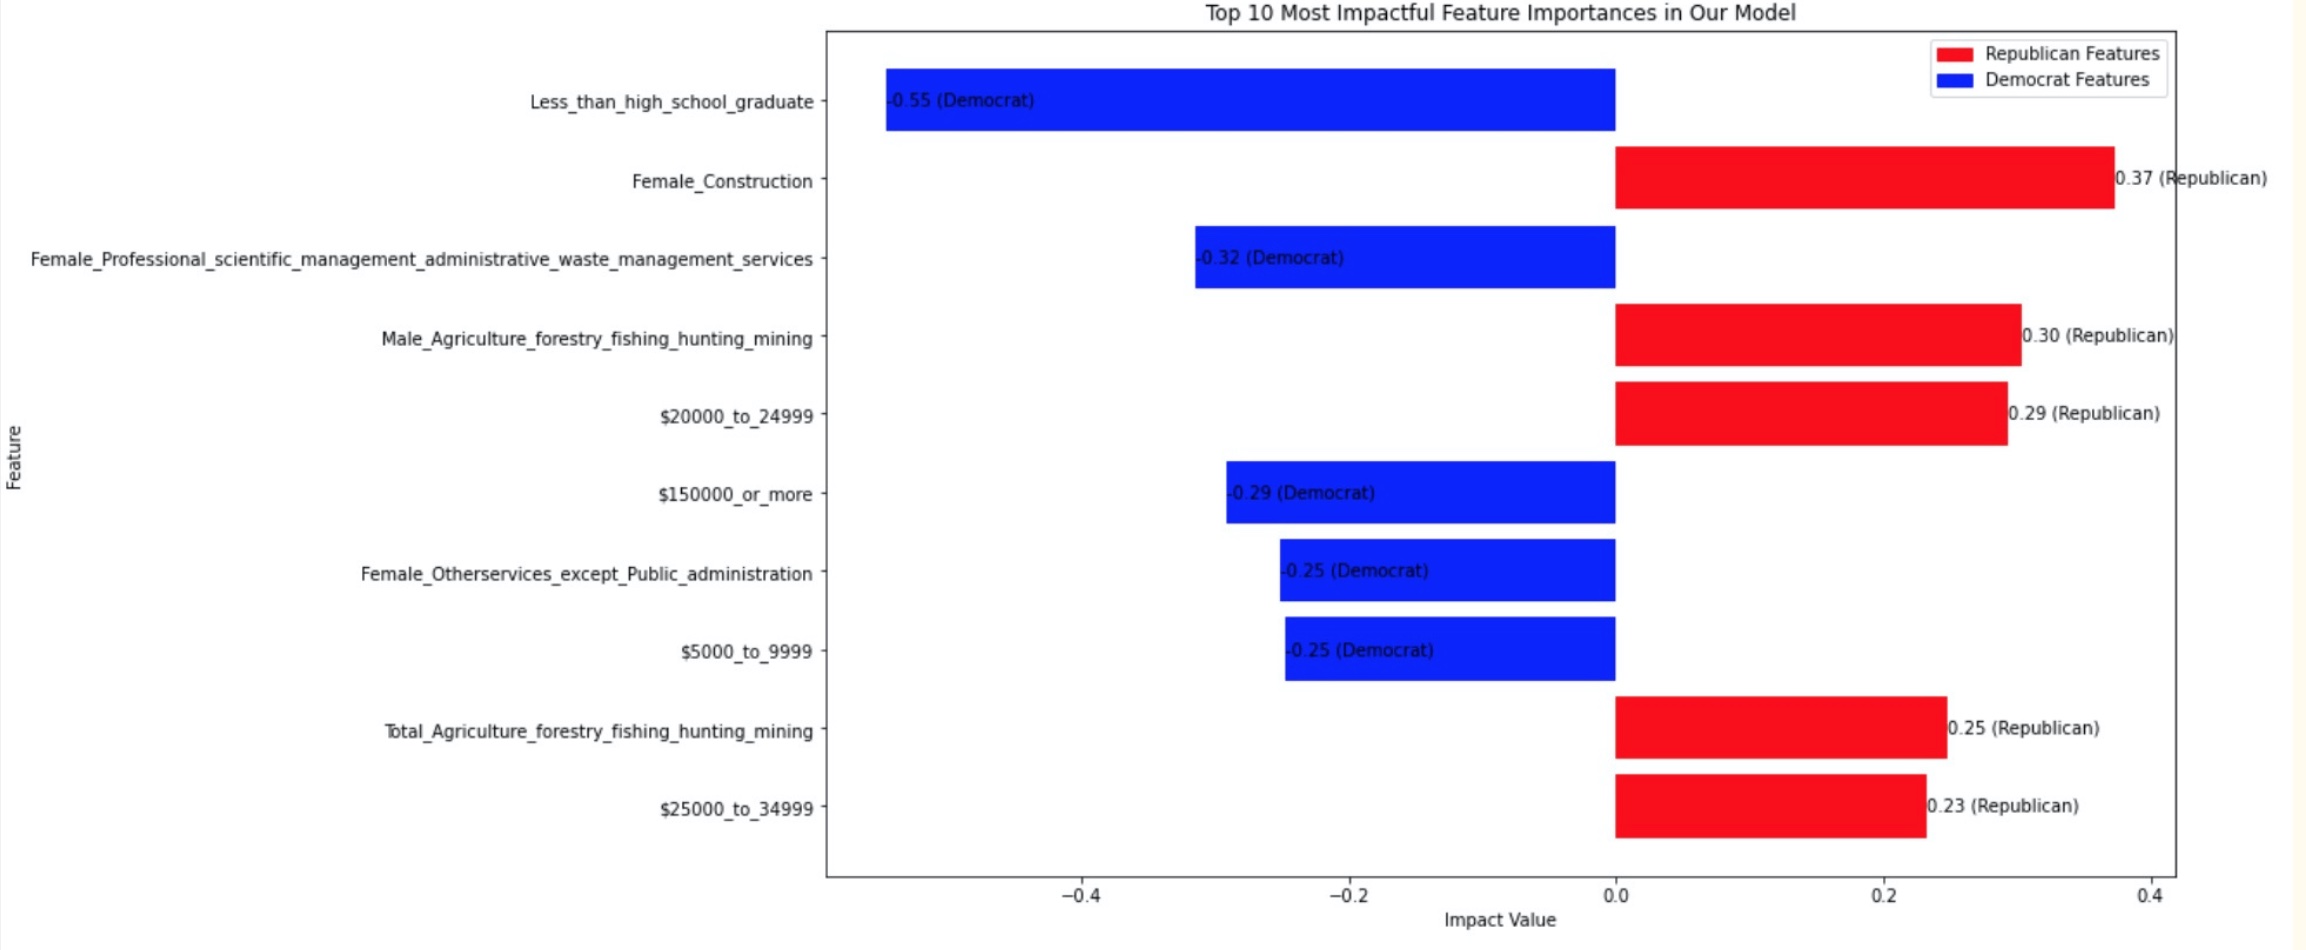 Top 10 Most Impactful Feature Importances in Our Model
Republican Features
Democrat Features
Less_than_high_school_graduate
-0.55 (Democrat)
Female_Construction
0.37 (Republican)
Female_Professional_scientific_management_administrative_waste_management_services
-0.32 (Democrat)
Male_Agriculture_forestry_fishing_hunting_mining
0.30 (Republican)
$20000_to_24999
0.29 (Republican)
$150000_or_more
-0.29 (Democrat)
Female_Otherservices_except_Public_administration
-0.25 (Democrat)
$5000_to_9999
-0.25 (Democrat)
Total_Agriculture_forestry_fishing_hunting_mining
0.25 (Republican)
$25000_to_34999
0.23 (Republican)
Feature
−0.4 −0.2 0.0 0.2 0.4
Impact Value